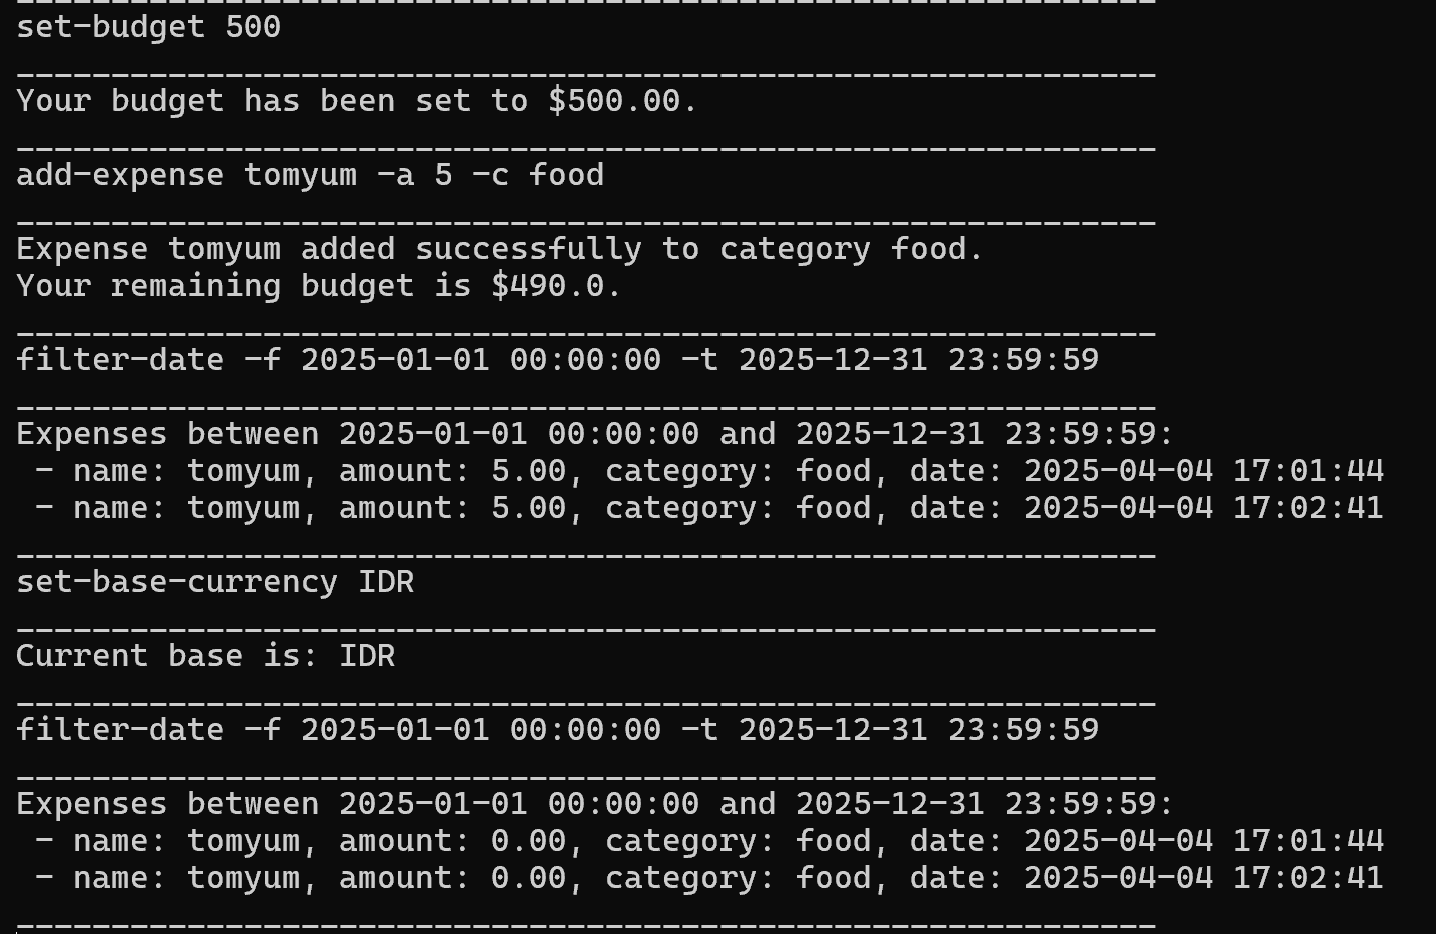 ____________________________________________________________
set-budget 500
____________________________________________________________
Your budget has been set to $500.00.
____________________________________________________________
add-expense tomyum -a 5 -c food
____________________________________________________________
Expense tomyum added successfully to category food.
Your remaining budget is $490.0.
____________________________________________________________
filter-date -f 2025-01-01 00:00:00 -t 2025-12-31 23:59:59
____________________________________________________________
Expenses between 2025-01-01 00:00:00 and 2025-12-31 23:59:59:
 - name: tomyum, amount: 5.00, category: food, date: 2025-04-04 17:01:44
 - name: tomyum, amount: 5.00, category: food, date: 2025-04-04 17:02:41
____________________________________________________________
set-base-currency IDR
____________________________________________________________
Current base is: IDR
____________________________________________________________
filter-date -f 2025-01-01 00:00:00 -t 2025-12-31 23:59:59
____________________________________________________________
Expenses between 2025-01-01 00:00:00 and 2025-12-31 23:59:59:
 - name: tomyum, amount: 0.00, category: food, date: 2025-04-04 17:01:44
 - name: tomyum, amount: 0.00, category: food, date: 2025-04-04 17:02:41
____________________________________________________________